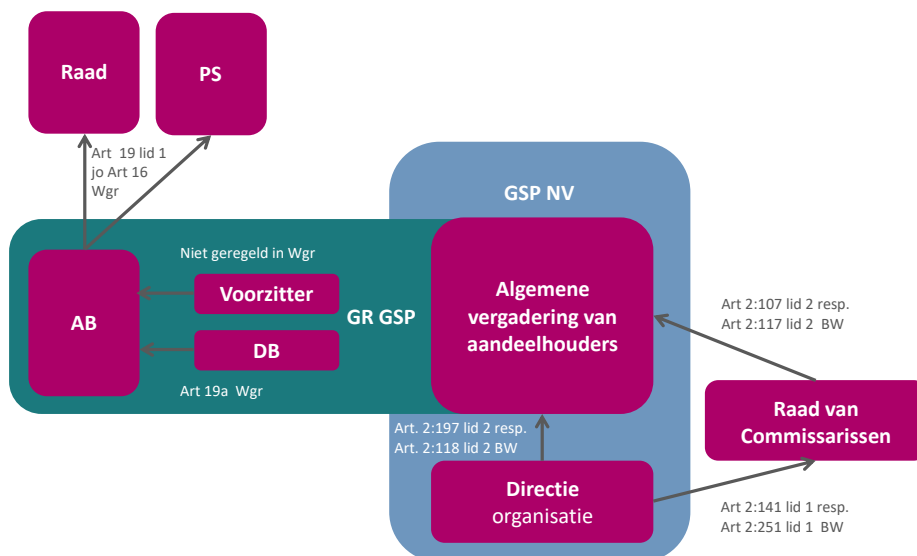 Raad
PS
Art 19 lid 1
jo Art 16
Wgr
GSP NV
Niet geregeld in Wgr
Voorzitter
AB
GR GSP
DB
Art 19a Wgr
Algemene
vergadering van
aandeelhouders
Art 2:107 lid 2 resp.
Art 2:117 lid 2 BW
Raad van
Commissarissen
Art. 2:197 lid 2 resp.
Art. 2:118 lid 2 BW
Directie
organisatie
Art 2:141 lid 1 resp.
Art 2:251 lid 1 BW